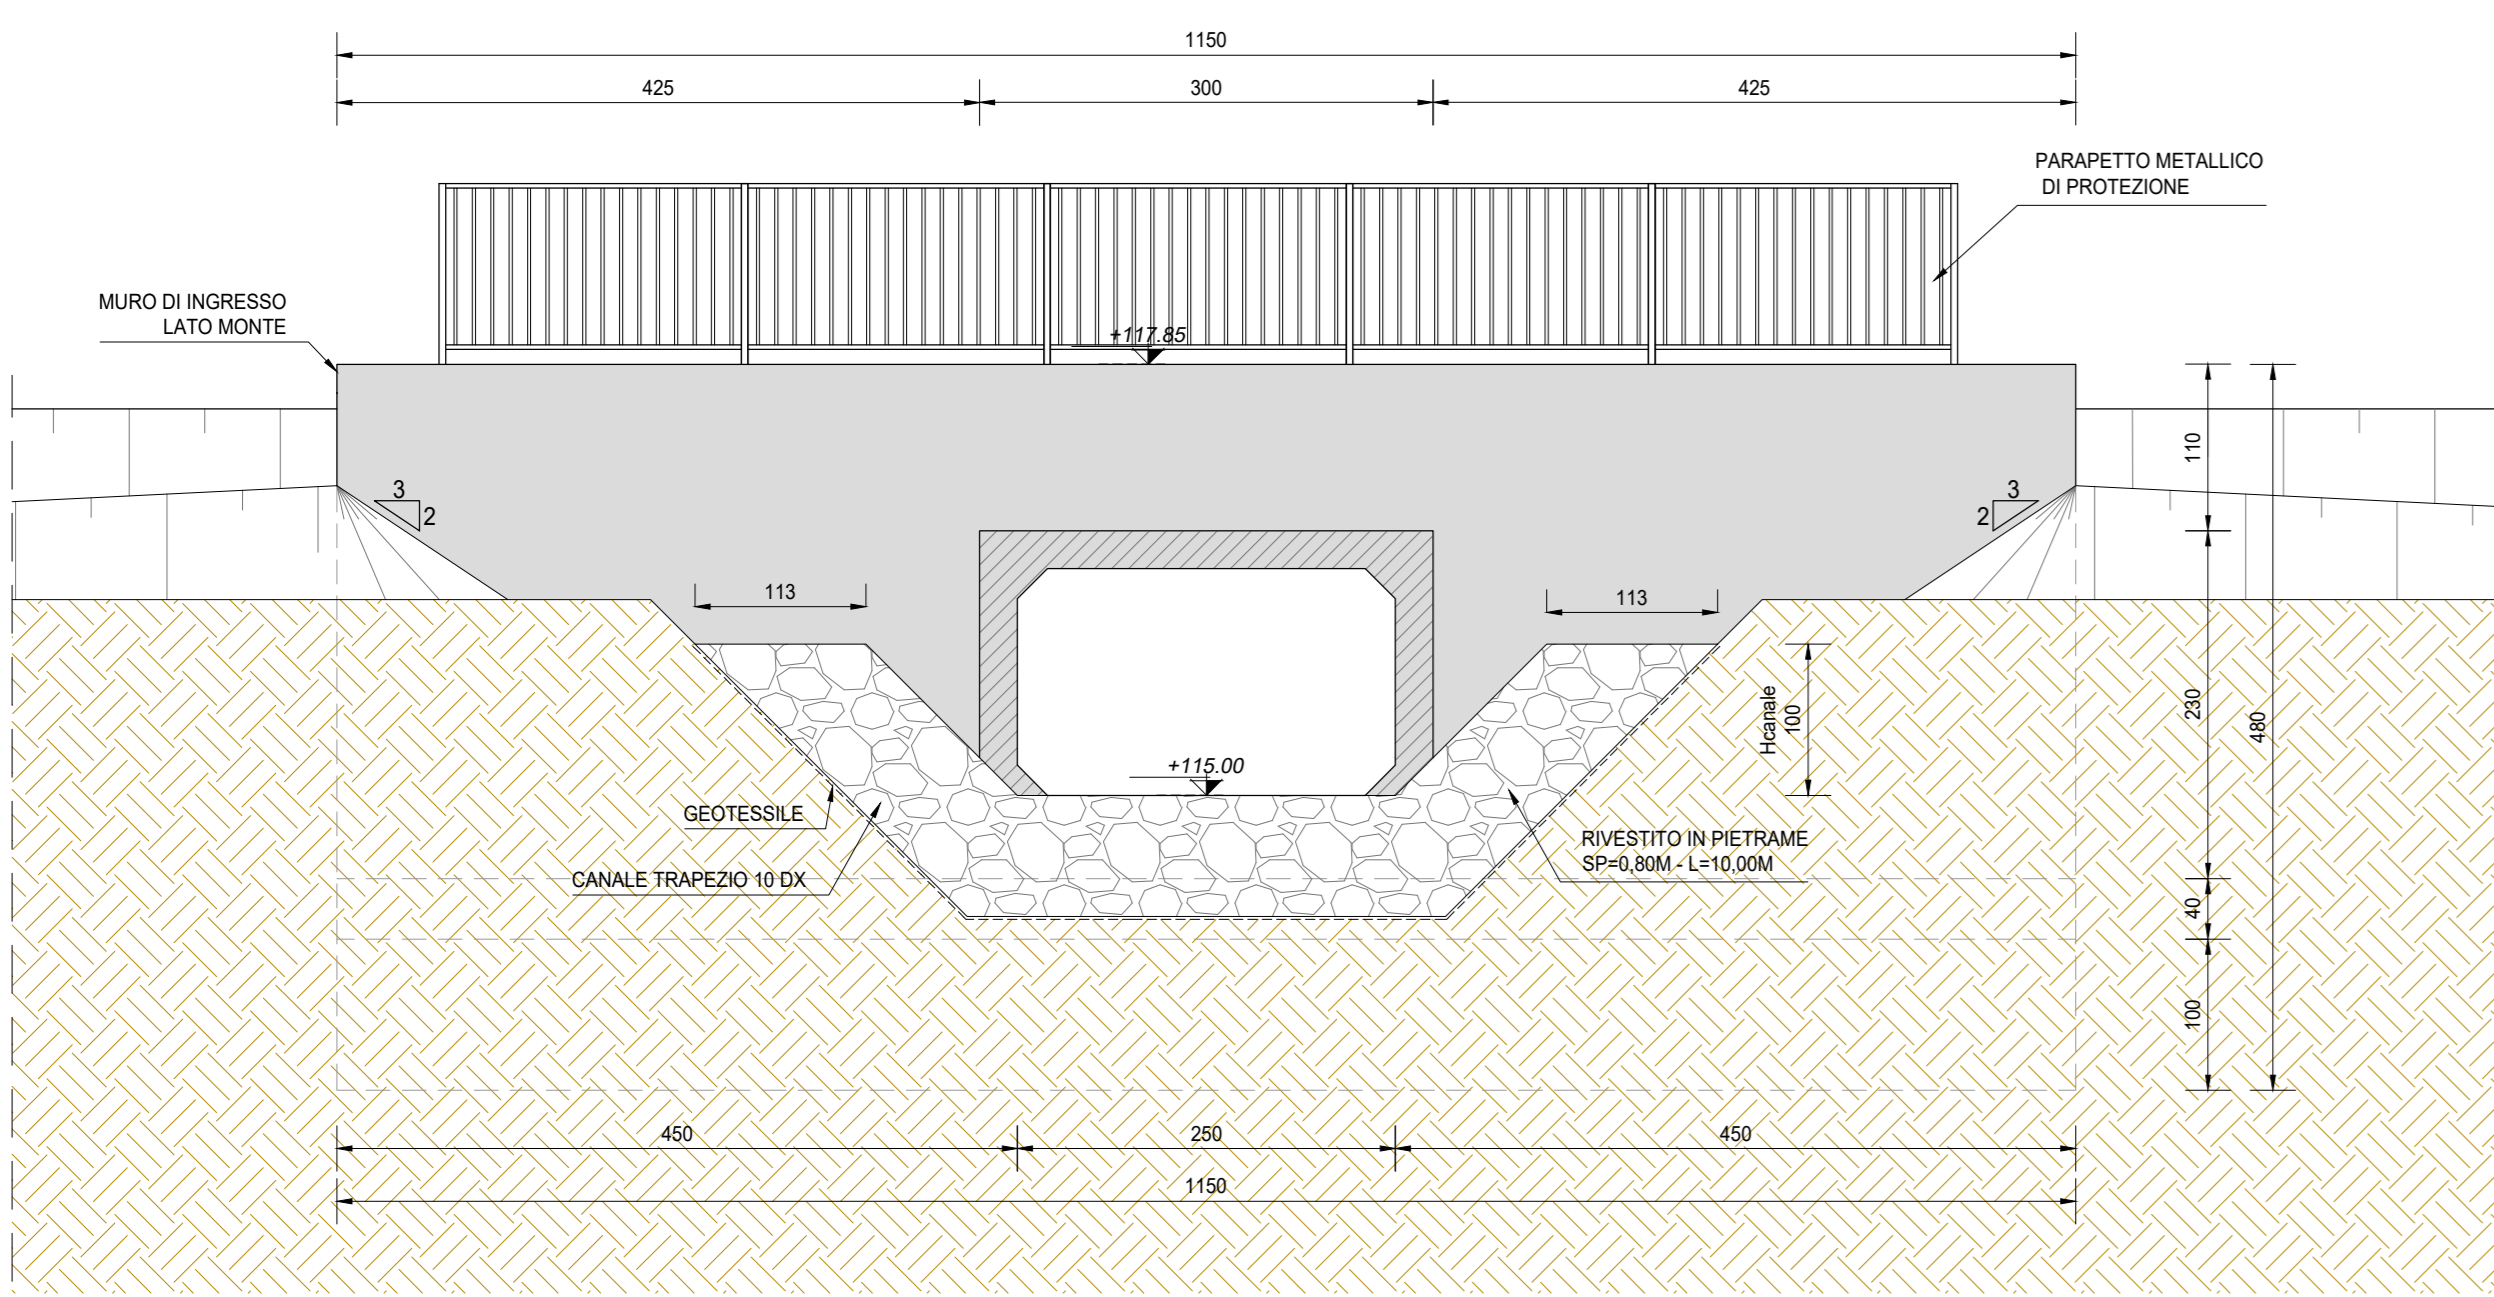 1150
425
300
425
PARAPETTO METALLICO
DI PROTEZIONE
MURO DI INGRESSO
LATO MONTE
+117.85
110
3
2
3
2
113
113
Hcanale
100
230
480
+115.00
GEOTESSILE
RIVESTITO IN PIETRAME
SP=0,80M - L=10,00M
CANALE TRAPEZIO 10 DX
40
100
450
250
450
1150